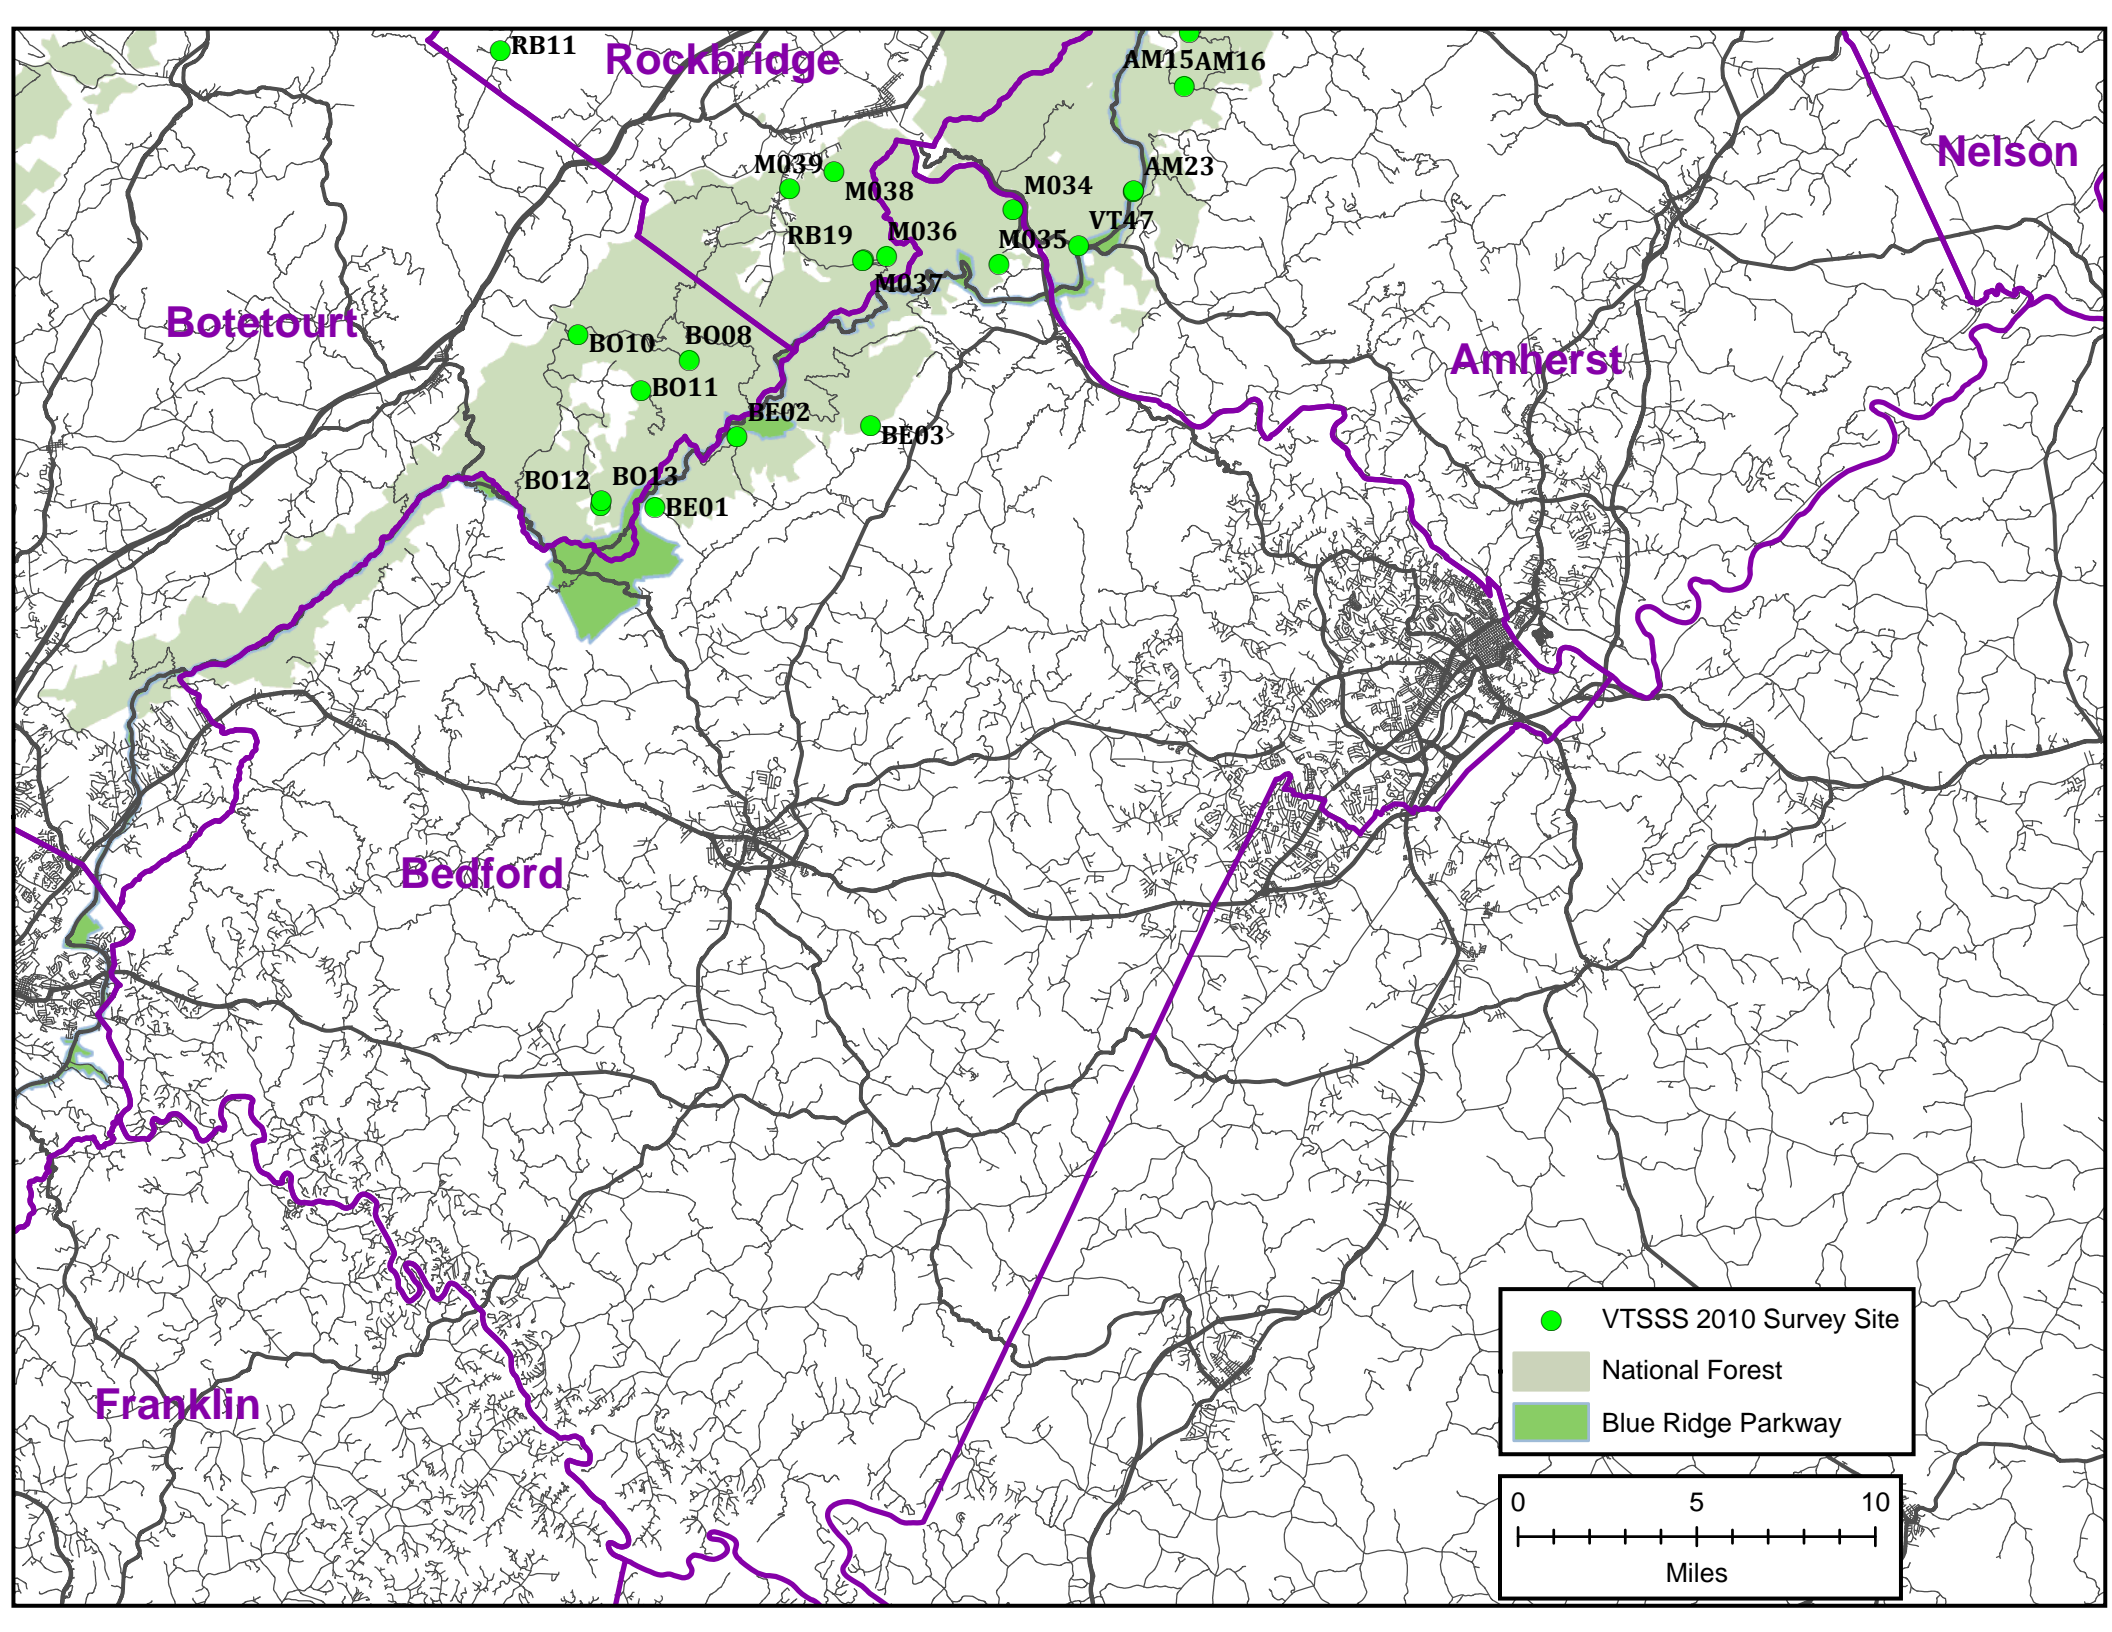 RB11
Rockbridge
AM15
AM16
Nelson
M039
M038
AM23
M034
VT47
RB19
M036
M035
M037
Botetourt
BO10
BO08
Amherst
BO11
BE02
BE03
BO12
BO13
BE01
Bedford
Franklin
VTSSS 2010 Survey Site
National Forest
Blue Ridge Parkway
0 5 10
Miles